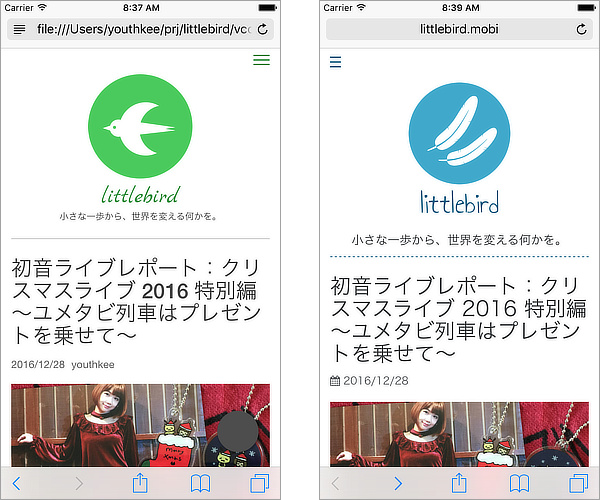 Carrier 8:37 AM
file:///Users/youthkee/prj/littlebird/vcc
littlebird
小さな一歩から、世界を変える何かを。
初音ライブレポート：クリ
スマスライブ 2016 特別編
〜ユメタビ列車はプレゼン
トを乗せて〜
2016/12/28 youthkee
Carrier 8:39 AM
littlebird.mobi
littlebird
小さな一歩から、世界を変える何かを。
初音ライブレポート：クリ
スマスライブ 2016 特別編
〜ユメタビ列車はプレゼン
トを乗せて〜
2016/12/28